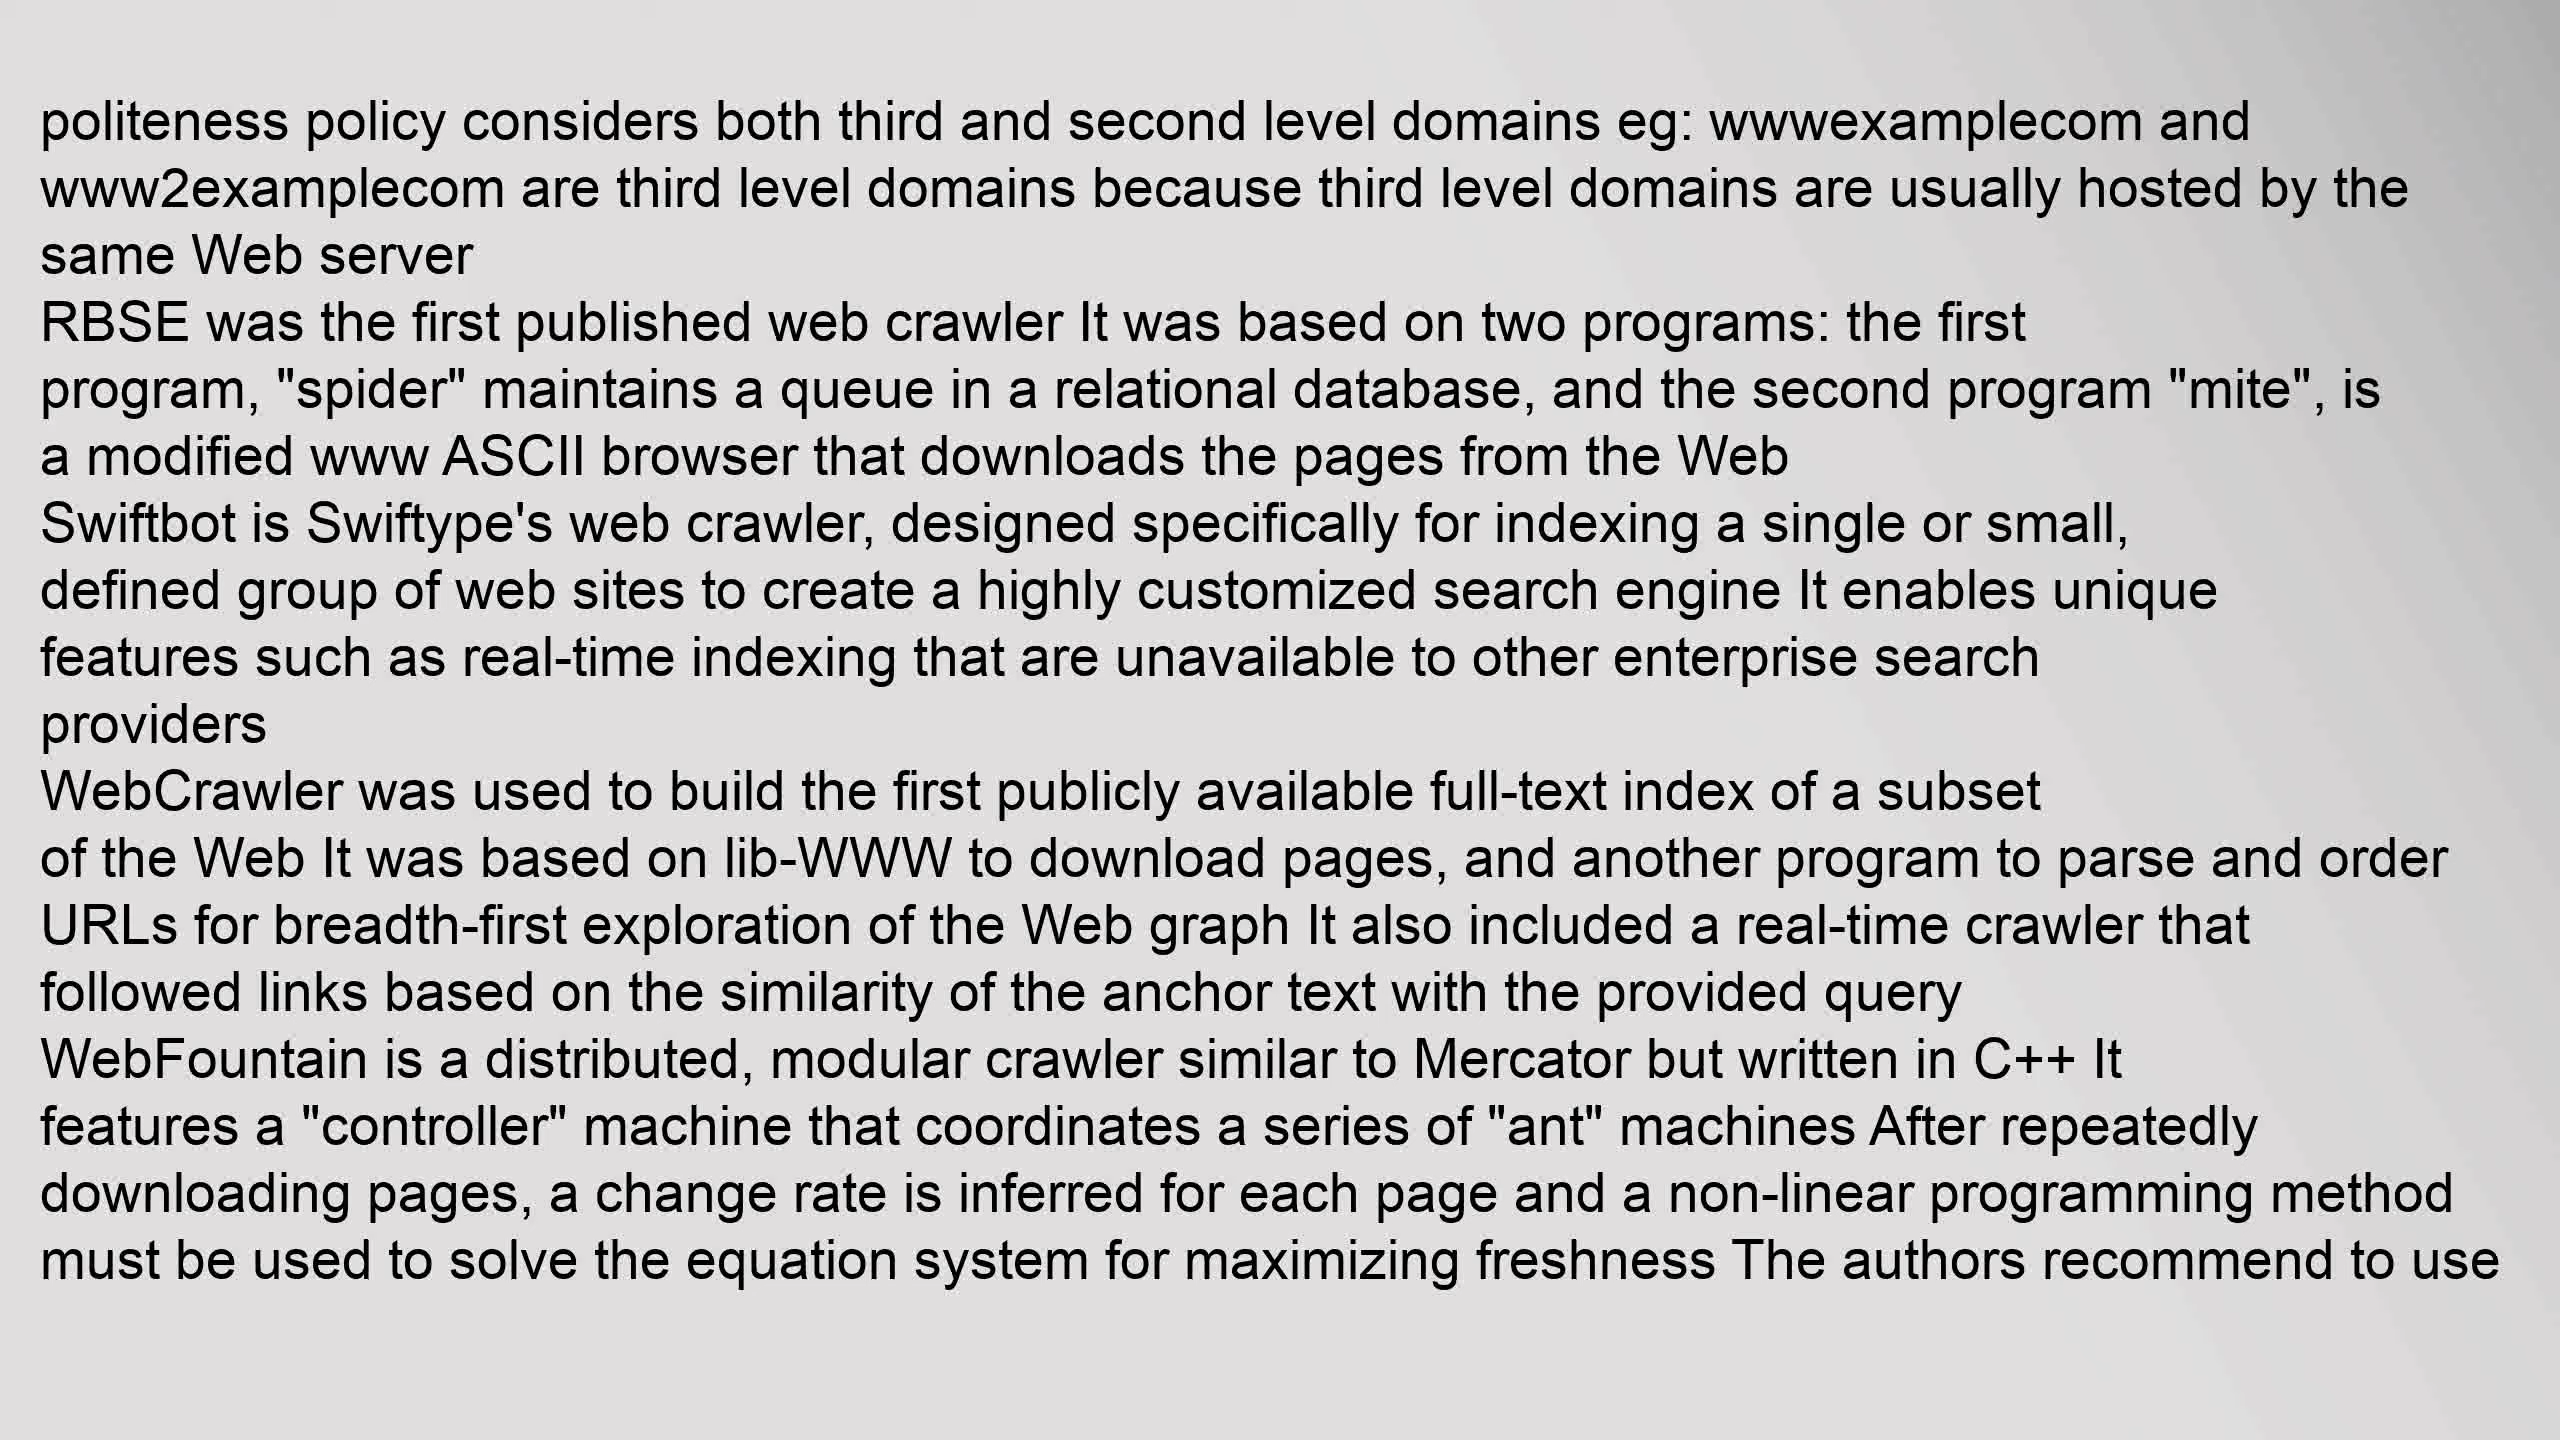 politeness policy considers both third and second level domains eg: wwwexamplecom and
www2examplecom are third level domains because third level domains are usually hosted by the
same Web server
RBSE was the first published web crawler It was based on two programs: the first
program, "spider" maintains a queue in a relational database, and the second program "mite", is
a modified www ASCII browser that downloads the pages from the Web
Swiftbot is Swiftype's web crawler, designed specifically for indexing a single or small,
defined group of web sites to create a highly customized search engine It enables unique
features such as real-time indexing that are unavailable to other enterprise search
providers
WebCrawler was used to build the first publicly available full-text index of a subset
of the Web It was based on lib-WWW to download pages, and another program to parse and order
URLs for breadth-first exploration of the Web graph It also included a real-time crawler that
followed links based on the similarity of the anchor text with the provided query
WebFountain is a distributed, modular crawler similar to Mercator but written in C++ It
features a "controller" machine that coordinates a series of "ant" machines After repeatedly
downloading pages, a change rate is inferred for each page and a non-linear programming method
must be used to solve the equation system for maximizing freshness The authors recommend to use